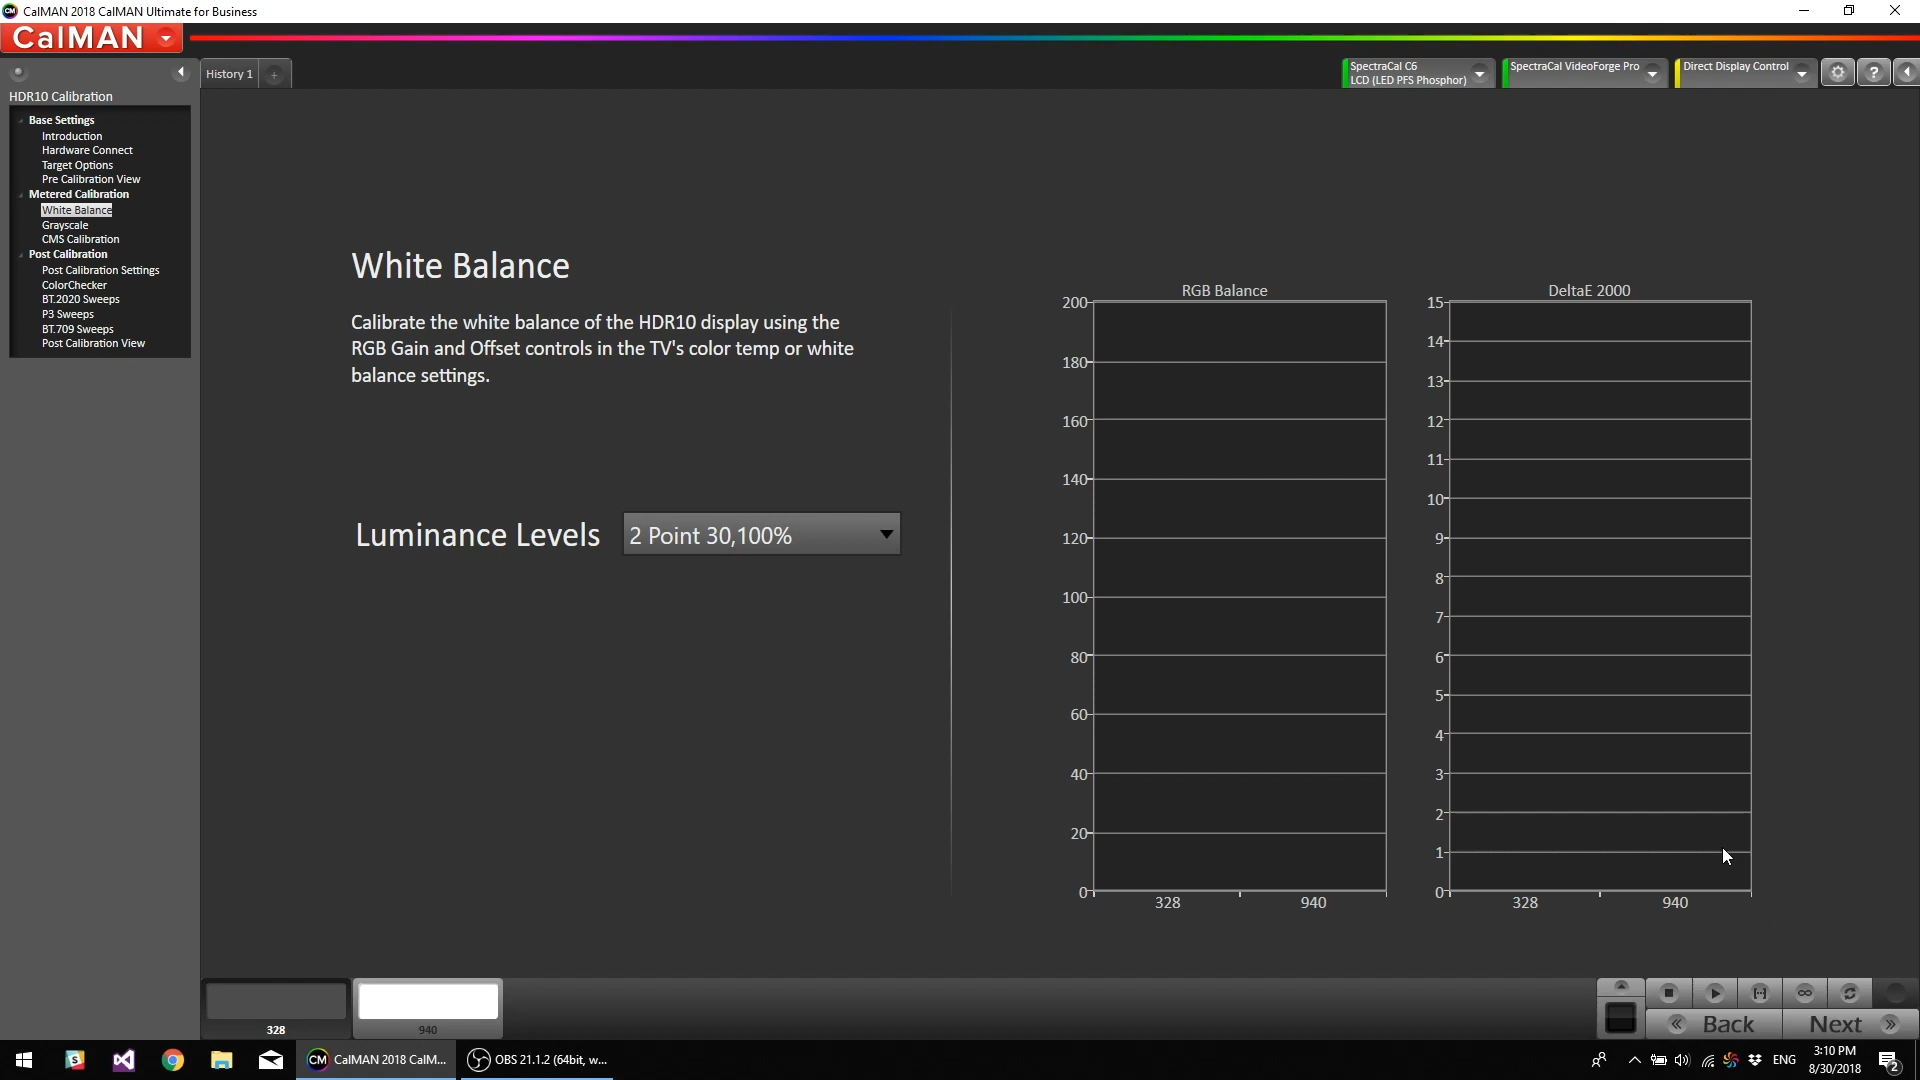 CalMAN 2018 CalMAN Ultimate for Business
CalMAN
HDR10 Calibration
Base Settings
Introduction
Hardware Connect
Target Options
Pre Calibration View
Metered Calibration
White Balance
Grayscale
CMS Calibration
Post Calibration
Post Calibration Settings
ColorChecker
BT.2020 Sweeps
P3 Sweeps
BT.709 Sweeps
Post Calibration View
History 1
+
SpectraCal C6
LCD (LED PFS Phosphor)
SpectraCal VideoForge Pro
Direct Display Control
?
White Balance
Calibrate the white balance of the HDR10 display using the
RGB Gain and Offset controls in the TV's color temp or white
balance settings.
Luminance Levels
2 Point 30,100%
RGB Balance
200
180
160
140
120
100
80
60
40
20
0
328 940
DeltaE 2000
15
14
13
12
11
10
9
8
7
6
5
4
3
2
1
0
328 940
328
940
Back
Next
CM
CalMAN 2018 CalM...
OBS 21.1.2 (64bit, w...
ENG
3:10 PM
8/30/2018
2